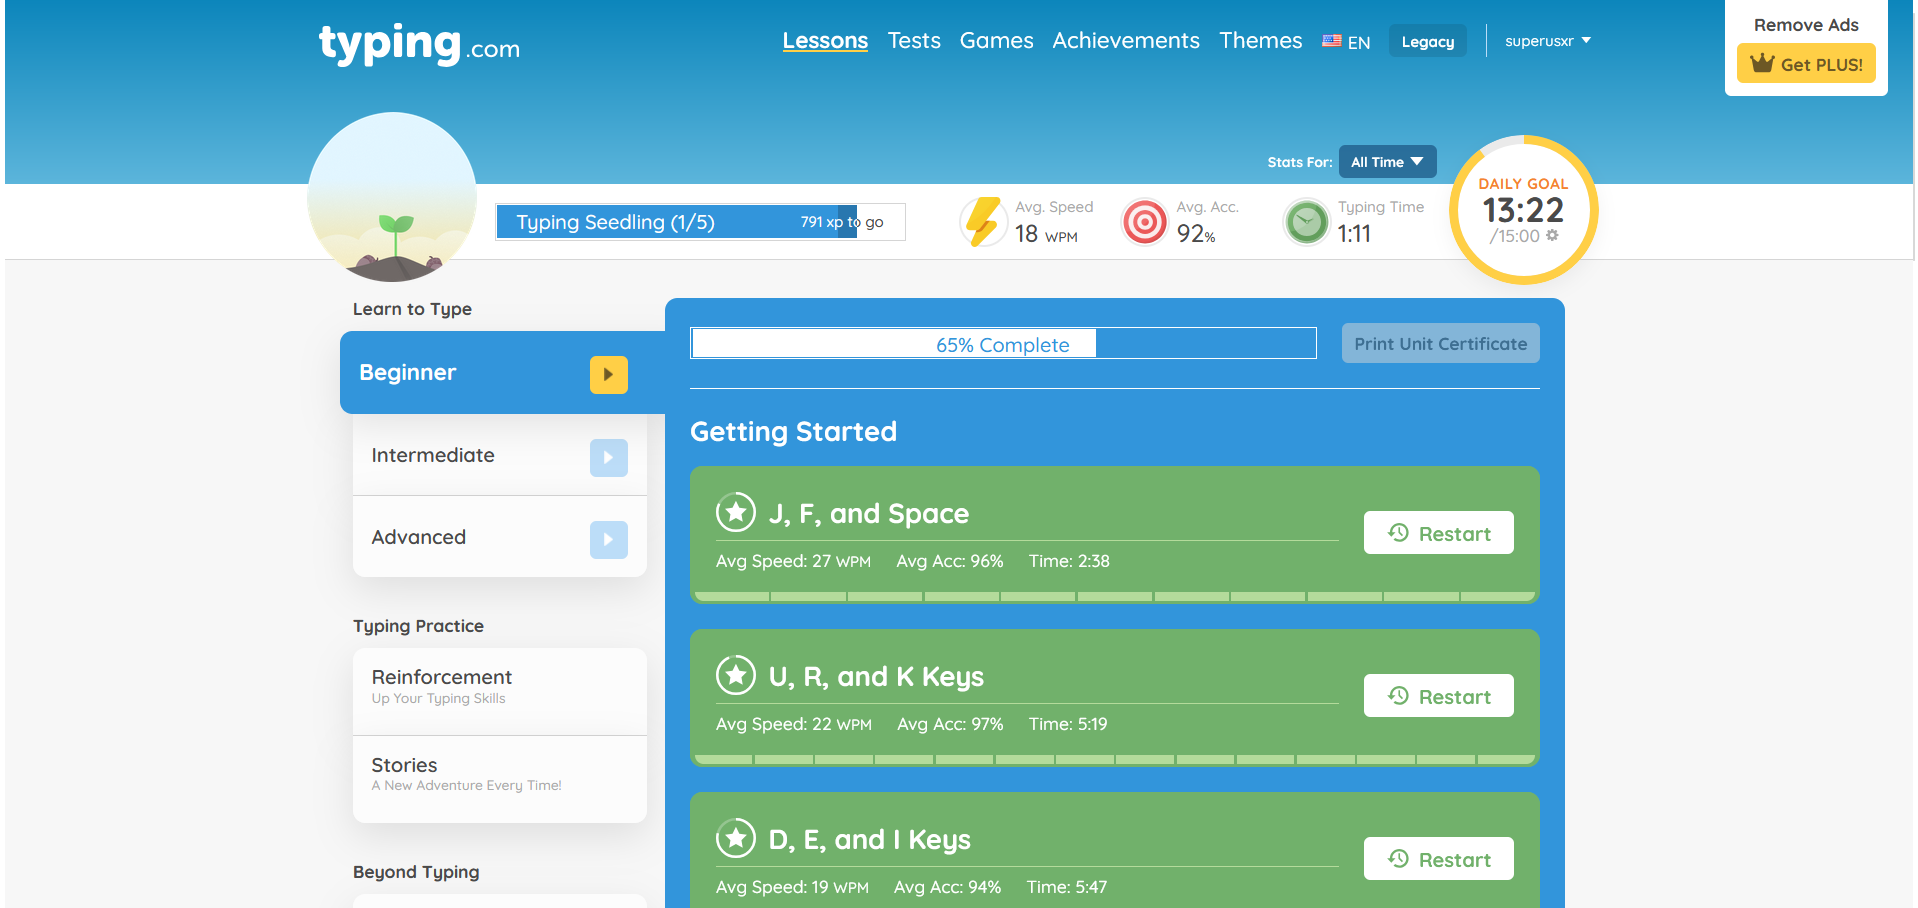 typing.com
Lessons Tests Games Achievements Themes EN Legacy superusxr
Remove Ads
Get PLUS!
Stats For: All Time
Typing Seedling (1/5) 791 xp to go
Avg. Speed
18 WPM
Avg. Acc.
92%
Typing Time
1:11
DAILY GOAL
13:22
/15:00
Learn to Type
Beginner
Intermediate
Advanced
Typing Practice
Reinforcement
Up Your Typing Skills
Stories
A New Adventure Every Time!
Beyond Typing
65% Complete
Print Unit Certificate
Getting Started
J, F, and Space
Avg Speed: 27 WPM Avg Acc: 96% Time: 2:38
Restart
U, R, and K Keys
Avg Speed: 22 WPM Avg Acc: 97% Time: 5:19
Restart
D, E, and I Keys
Avg Speed: 19 WPM Avg Acc: 94% Time: 5:47
Restart